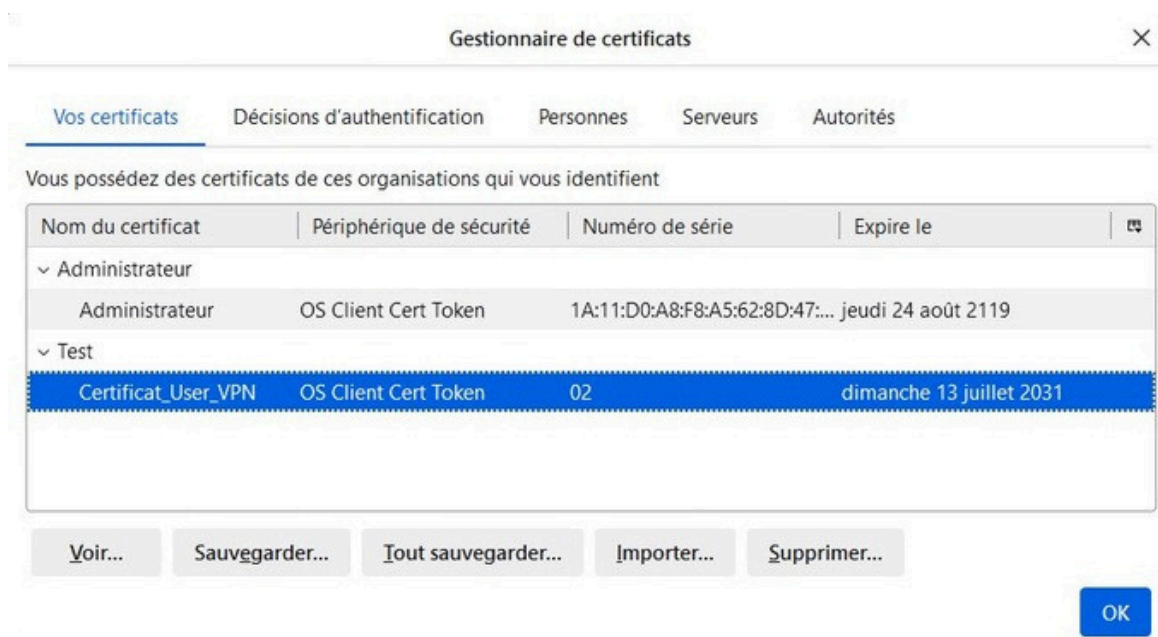 Gestionnaire de certificats
Vos certificats Décisions d'authentification Personnes Serveurs Autorités
Vous possédez des certificats de ces organisations qui vous identifient
Nom du certificat Périphérique de sécurité Numéro de série Expire le
Administrateur
Administrateur OS Client Cert Token 1A:11:D0:A8:F8:A5:62:8D:47:... jeudi 24 août 2119
Test
Certificat_User_VPN OS Client Cert Token 02 dimanche 13 juillet 2031
Voir... Sauvegarder... Tout sauvegarder... Importer... Supprimer...
OK